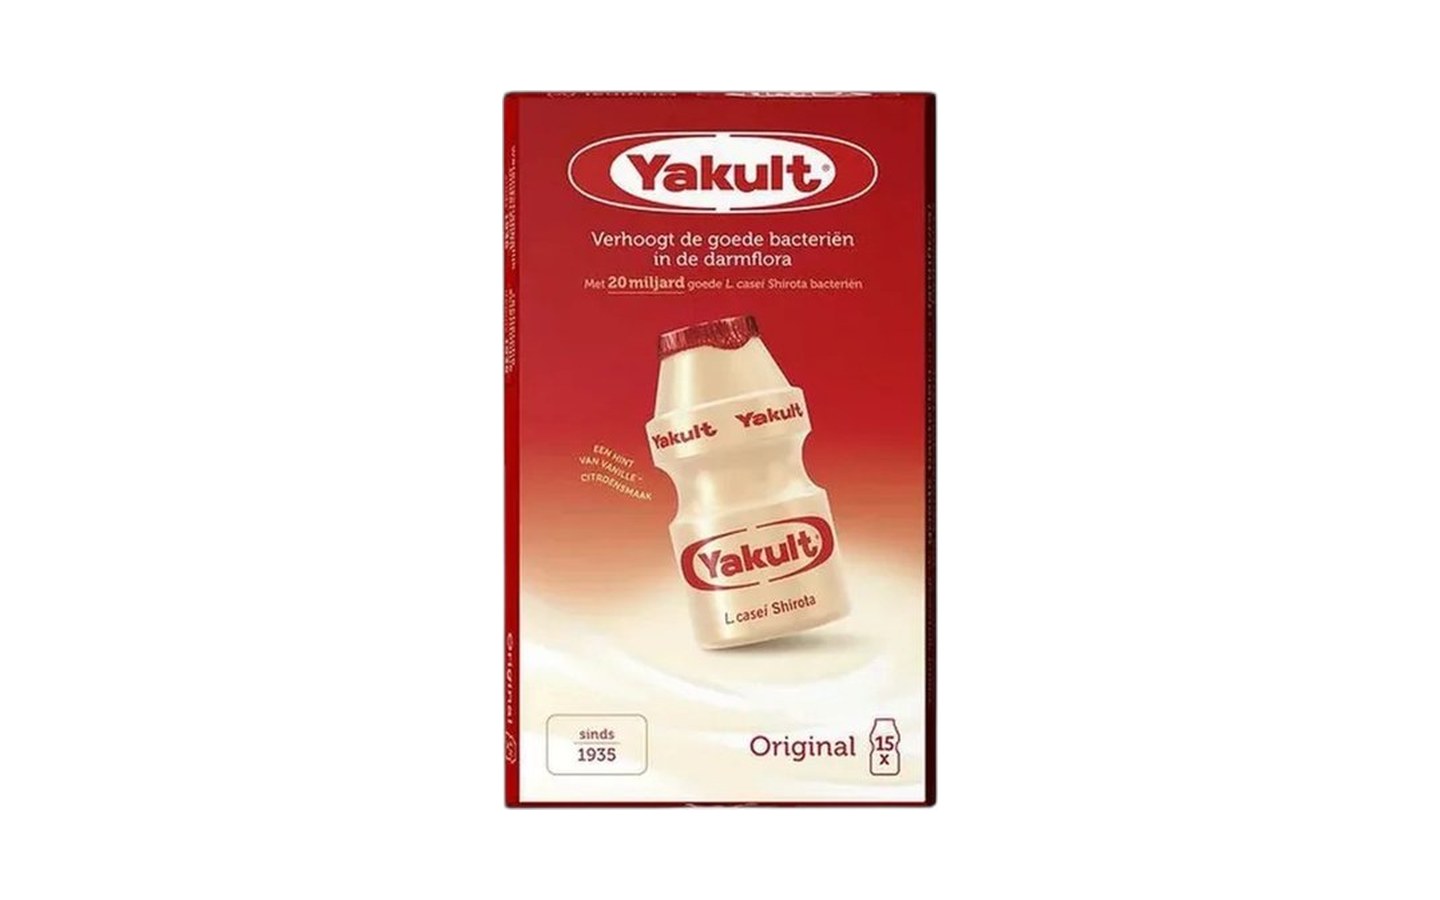 Yakult®
Verhoogt de goede bacteriën
in de darmflora
Met 20 miljard goede L. casei Shirota bacteriën
Yakult Yakult
EEN HINT
VAN VANILLE-
CITROENSMAAK
Yakult
L. casei Shirota
sinds
1935
Original
15
x
Original